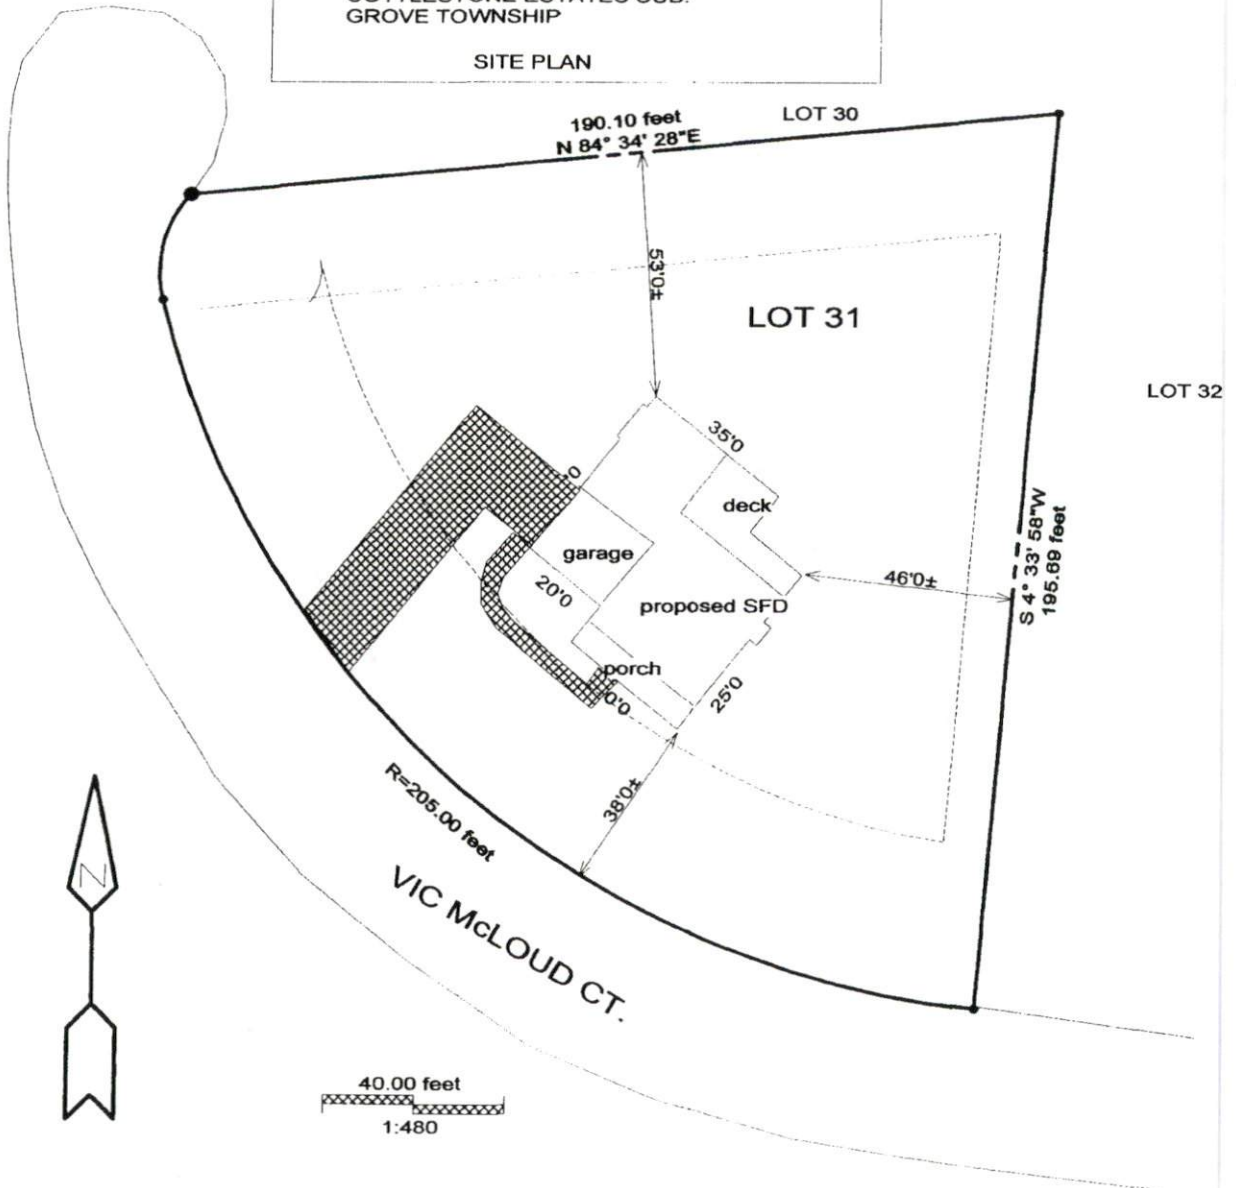 GROVE TOWNSHIP
SITE PLAN
190.10 feet
N 84° 34' 28"E
LOT 30
53'0±
LOT 31
LOT 32
35'0
deck
'0
garage
20'0
proposed SFD
46'0±
S 4° 33' 58"W
195.69 feet
porch
0'0
25'0
38'0±
R=205.00 feet
VIC McLOUD CT.
N
40.00 feet
1:480